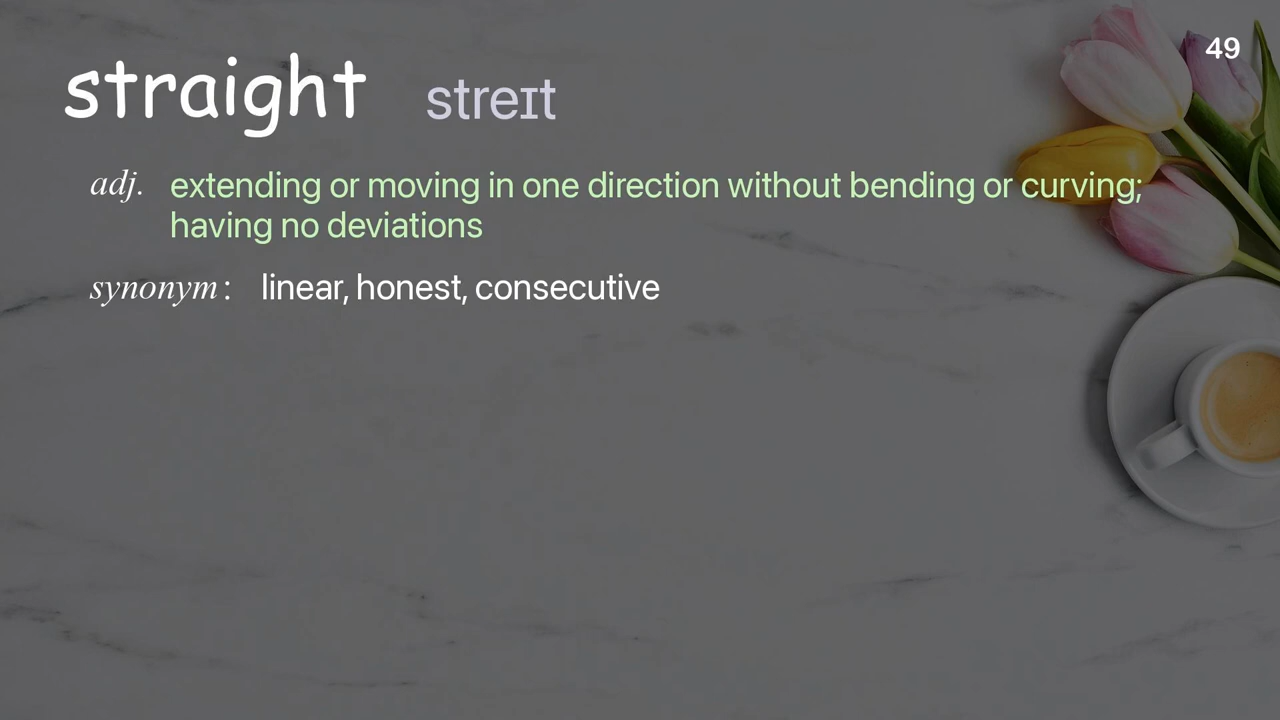 49
straight streɪt
adj. extending or moving in one direction without bending or curving;
having no deviations
synonym: linear, honest, consecutive